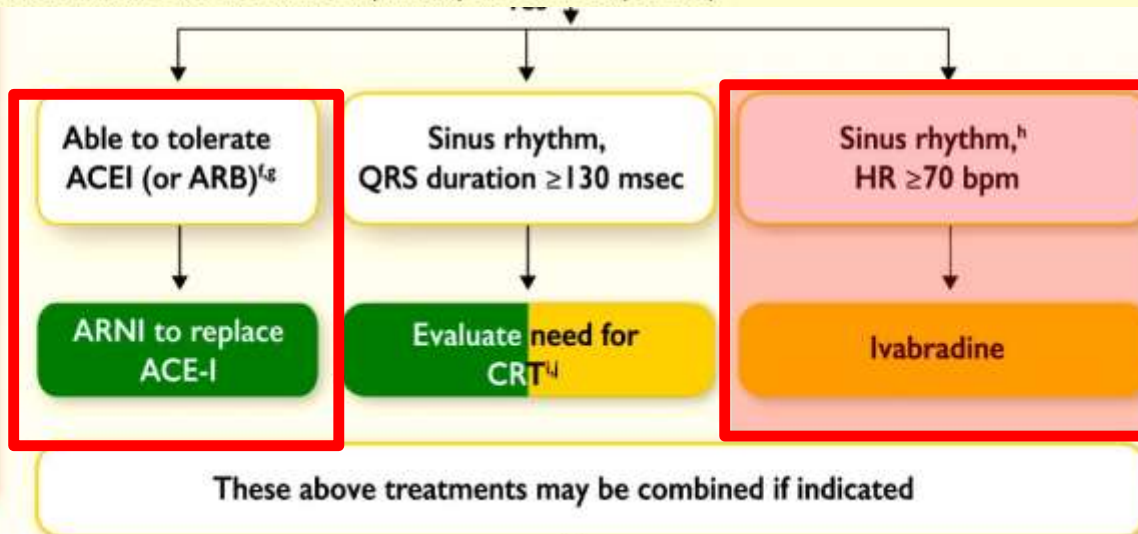 Able to tolerate
ACEI (or ARB)f,g
Sinus rhythm,
QRS duration ≥130 msec
Sinus rhythm,h
HR ≥70 bpm
ARNI to replace
ACE-I
Evaluate need for
CRTi,j
Ivabradine
These above treatments may be combined if indicated